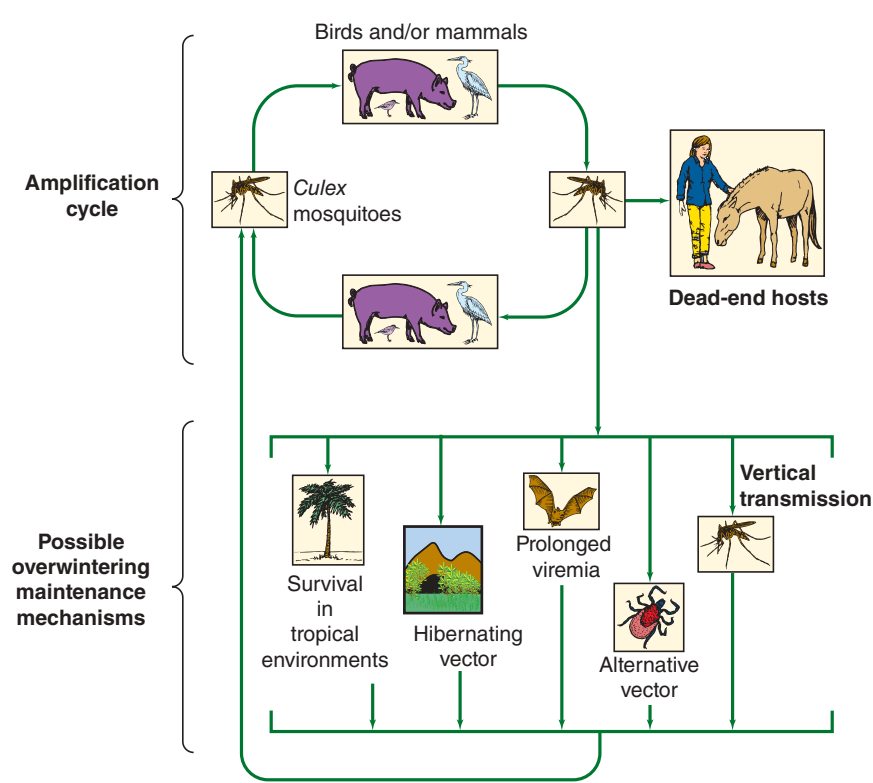 Birds and/or mammals
Amplification
cycle
Culex
mosquitoes
Dead-end hosts
Possible
overwintering
maintenance
mechanisms
Survival
in
tropical
environments
Hibernating
vector
Prolonged
viremia
Alternative
vector
Vertical
transmission